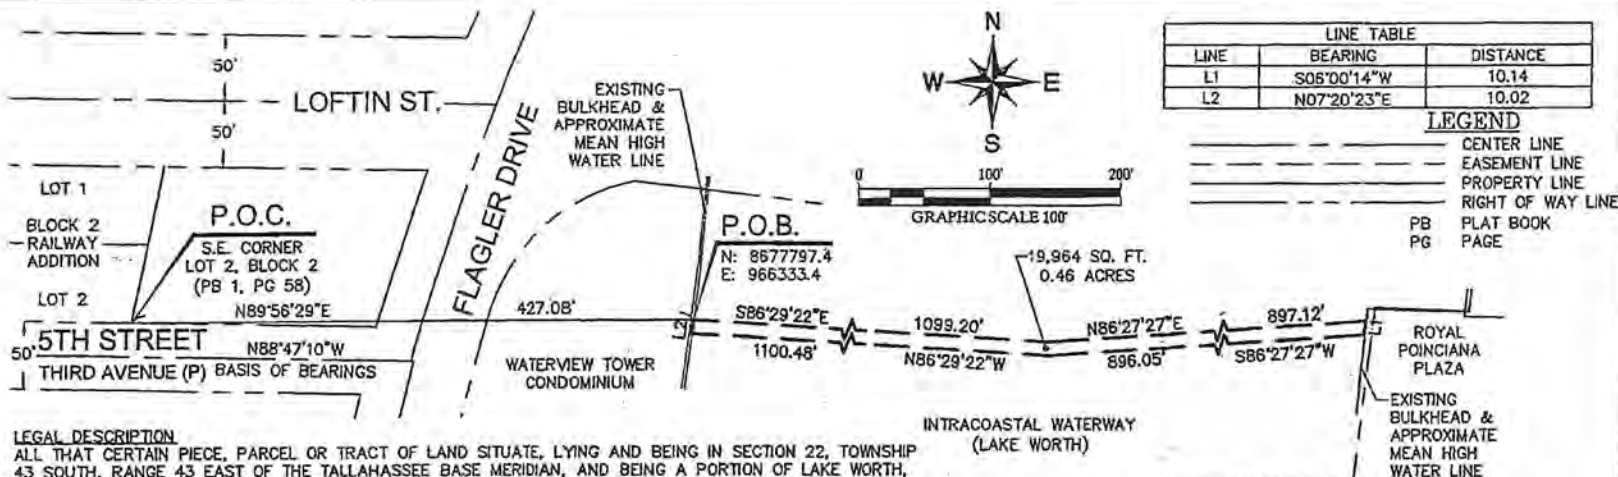 50'
50'
LOFTIN ST.
FLAGLER DRIVE
EXISTING
BULKHEAD &
APPROXIMATE
MEAN HIGH
WATER LINE
N
W
E
S
0
100'
200'
GRAPHIC SCALE 100'
LINE TABLE
LINE BEARING DISTANCE
L1 S06°00'14"W 10.14
L2 N07°20'23"E 10.02
LEGEND
CENTER LINE
EASEMENT LINE
PROPERTY LINE
RIGHT OF WAY LINE
PB PLAT BOOK
PG PAGE
LOT 1
BLOCK 2
RAILWAY
ADDITION
LOT 2
P.O.C.
S.E. CORNER
LOT 2, BLOCK 2
(PB 1, PG 58)
N89°56'29"E
427.08'
P.O.B.
N: 8677797.4
E: 966333.4
19,964 SQ. FT.
0.46 ACRES
L2
S86°29'22"E
1099.20'
N86°27'27"E
897.12'
L1
1100.48'
N86°29'22"W
896.05'
S86°27'27"W
50'
5TH STREET
N88°47'10"W
THIRD AVENUE (P)
BASIS OF BEARINGS
WATERVIEW TOWER
CONDOMINIUM
INTRACOASTAL WATERWAY
(LAKE WORTH)
ROYAL
POINCIANA
PLAZA
EXISTING
BULKHEAD &
APPROXIMATE
MEAN HIGH
WATER LINE
LEGAL DESCRIPTION
ALL THAT CERTAIN PIECE, PARCEL OR TRACT OF LAND SITUATE, LYING AND BEING IN SECTION 22, TOWNSHIP
43 SOUTH, RANGE 43 EAST OF THE TALLAHASSEE BASE MERIDIAN, AND BEING A PORTION OF LAKE WORTH,